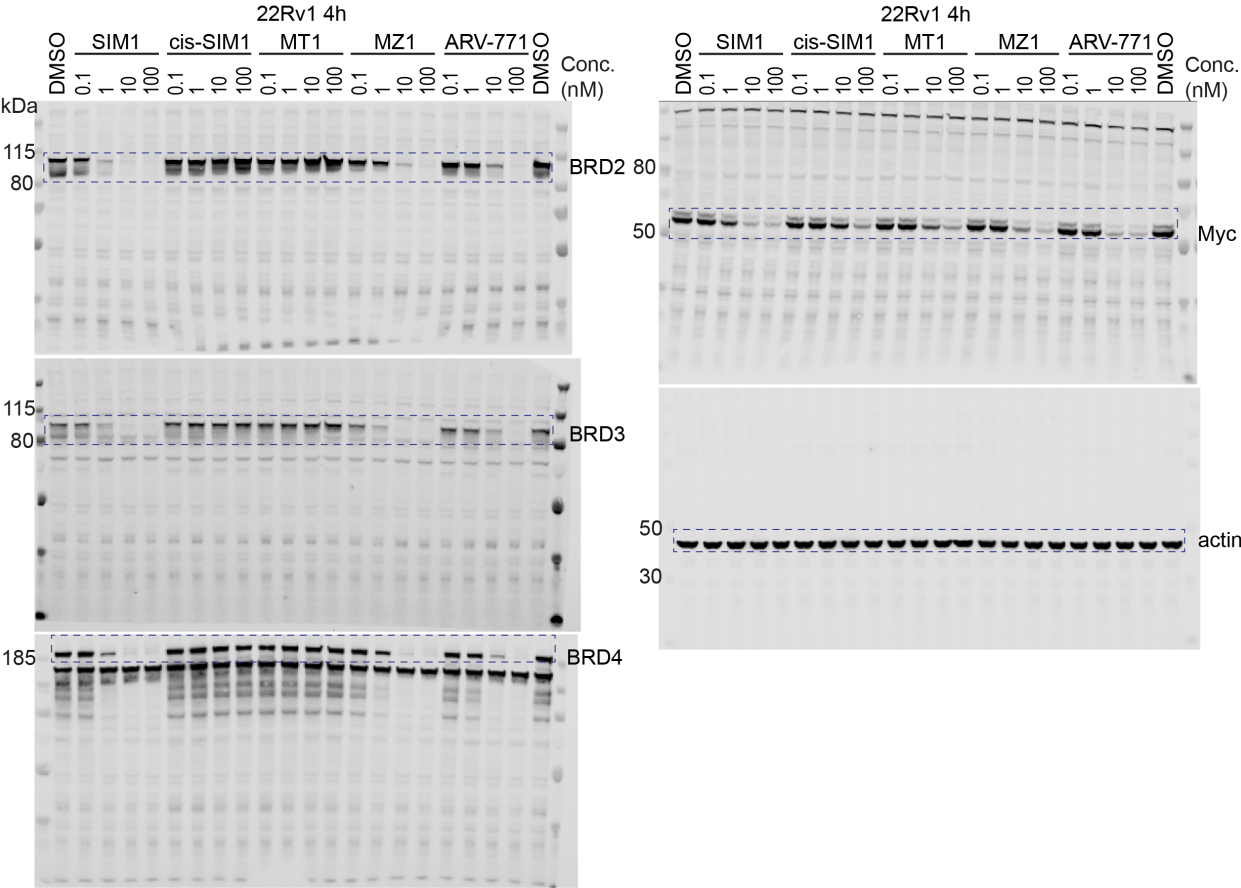 22Rv1 4h
DMSO SIM1 cis-SIM1 MT1 MZ1 ARV-771 DMSO
0.1 1 10 100 0.1 1 10 100 0.1 1 10 100 0.1 1 10 100 0.1 1 10 100 Conc. (nM)
kDa
115
BRD2
80
115
BRD3
80
185
BRD4
22Rv1 4h
DMSO SIM1 cis-SIM1 MT1 MZ1 ARV-771 DMSO
0.1 1 10 100 0.1 1 10 100 0.1 1 10 100 0.1 1 10 100 0.1 1 10 100 Conc. (nM)
80
50
Myc
50
actin
30